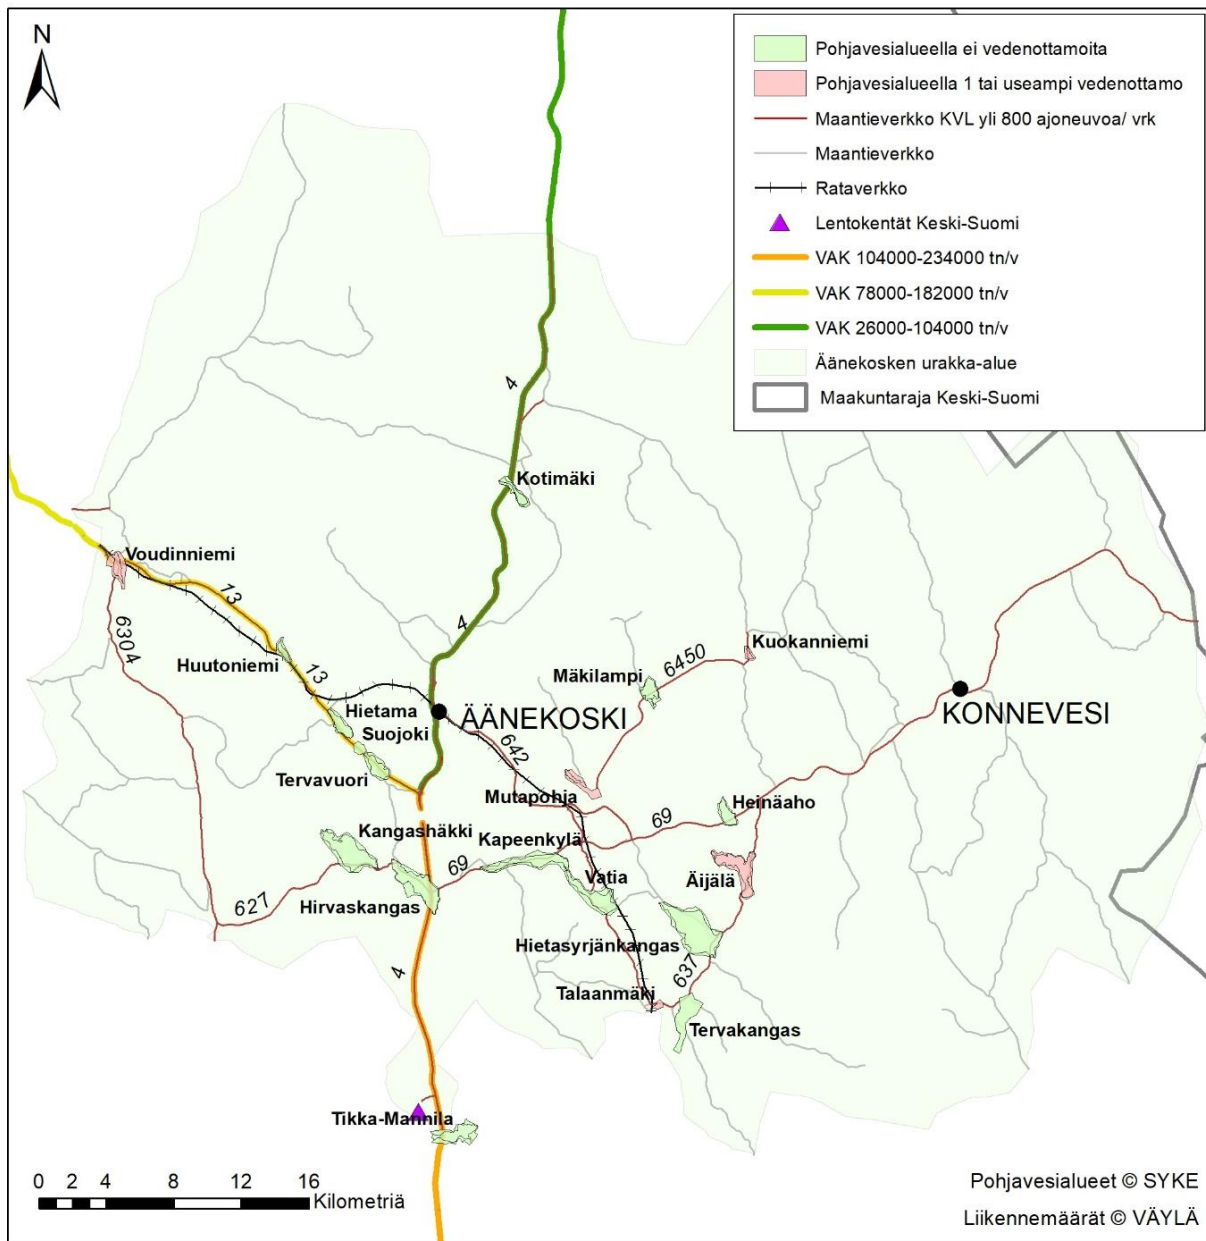 N
Pohjavesialueella ei vedenottamoita
Pohjavesialueella 1 tai useampi vedenottamo
Maantieverkko KVL yli 800 ajoneuvoa/ vrk
Maantieverkko
Rataverkko
Lentokentät Keski-Suomi
VAK 104000-234000 tn/v
VAK 78000-182000 tn/v
VAK 26000-104000 tn/v
Äänekosken urakka-alue
Maakuntaraja Keski-Suomi
4
Kotimäki
Voudinniemi
13
4
6304
Huutoniemi
13
Kuokanniemi
6450
Mäkilampi
Hietama
Suojoki
ÄÄNEKOSKI
KONNEVESI
642
Tervavuori
Mutapohja
Heinäaho
69
Kangashäkki
Kapeenkylä
69
Vatia
Äijälä
627
Hirvaskangas
Hietasyrjänkangas
637
4
Talaanmäki
Tervakangas
Tikka-Mannila
0 2 4 8 12 16
Kilometriä
Pohjavesialueet © SYKE
Liikennemäärät © VÄYLÄ